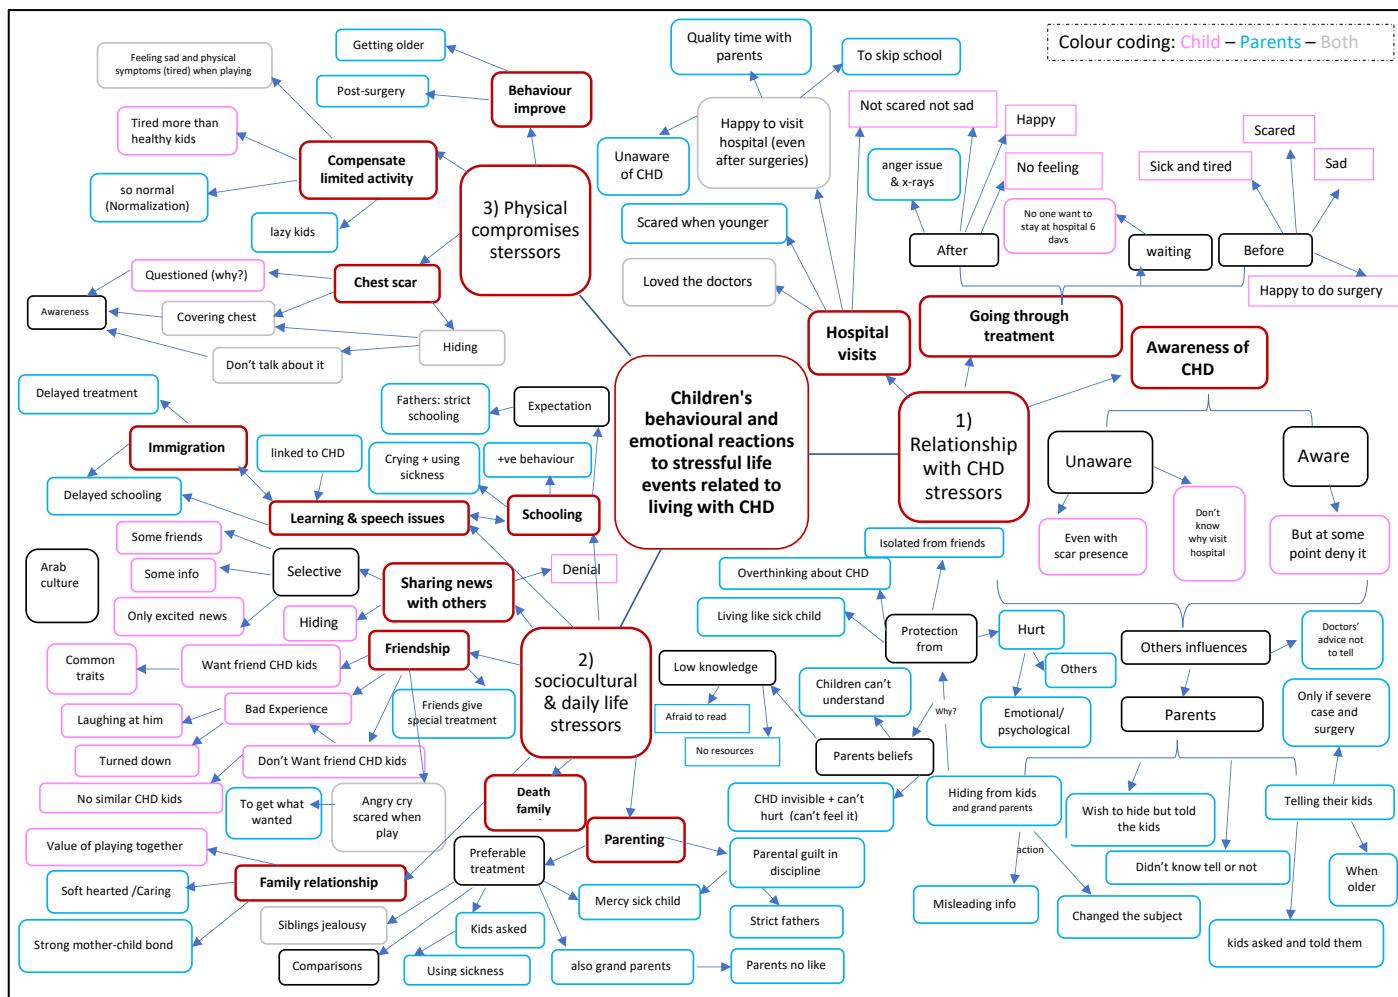 Colour coding: Child – Parents – Both
Feeling sad and physical
symptoms (tired) when playing
Getting older
Post-surgery
Behaviour
improve
Tired more than
healthy kids
Compensate
limited activity
so normal
(Normalization)
lazy kids
3) Physical
compromises
sterssors
Questioned (why?)
Chest scar
Awareness
Covering chest
Hiding
Don't talk about it
Quality time with
parents
To skip school
Happy to visit
hospital (even
after surgeries)
Unaware
of CHD
Not scared not sad
Scared when younger
Loved the doctors
Hospital
visits
anger issue
& x-rays
Happy
No feeling
After
No one want to
stay at hospital 6
days
waiting
Scared
Sick and tired
Sad
Before
Happy to do surgery
Going through
treatment
Awareness of
CHD
1)
Relationship
with CHD
stressors
Unaware
Aware
Even with
scar presence
Don't
know
why visit
hospital
But at some
point deny it
Children's
behavioural and
emotional reactions
to stressful life
events related to
living with CHD
Delayed treatment
Immigration
Delayed schooling
linked to CHD
Learning & speech issues
Fathers: strict
schooling
Expectation
Crying + using
sickness
+ve behaviour
Schooling
Arab
culture
Some friends
Some info
Only excited news
Selective
Sharing news
with others
Denial
Hiding
Friendship
Common
traits
Want friend CHD kids
Laughing at him
Bad Experience
Turned down
Don't Want friend CHD kids
No similar CHD kids
Friends give
special treatment
To get what
wanted
Angry cry
scared when
play
2)
sociocultural
& daily life
stressors
Death
family
Value of playing together
Soft hearted /Caring
Strong mother-child bond
Family relationship
Parenting
Preferable
treatment
Siblings jealousy
Comparisons
Kids asked
Using sickness
Mercy sick child
also grand parents
Parents no like
Parental guilt in
discipline
Strict fathers
Isolated from friends
Overthinking about CHD
Living like sick child
Protection
from
Hurt
Others
Emotional/
psychological
Low knowledge
Afraid to read
No resources
Children can't
understand
Parents beliefs
Why?
CHD invisible + can't
hurt (can't feel it)
Others influences
Doctors'
advice not
to tell
Parents
Only if severe
case and
surgery
Hiding from kids
and grand parents
action
Wish to hide but told
the kids
Didn't know tell or not
Telling their kids
When
older
Misleading info
Changed the subject
kids asked and told them